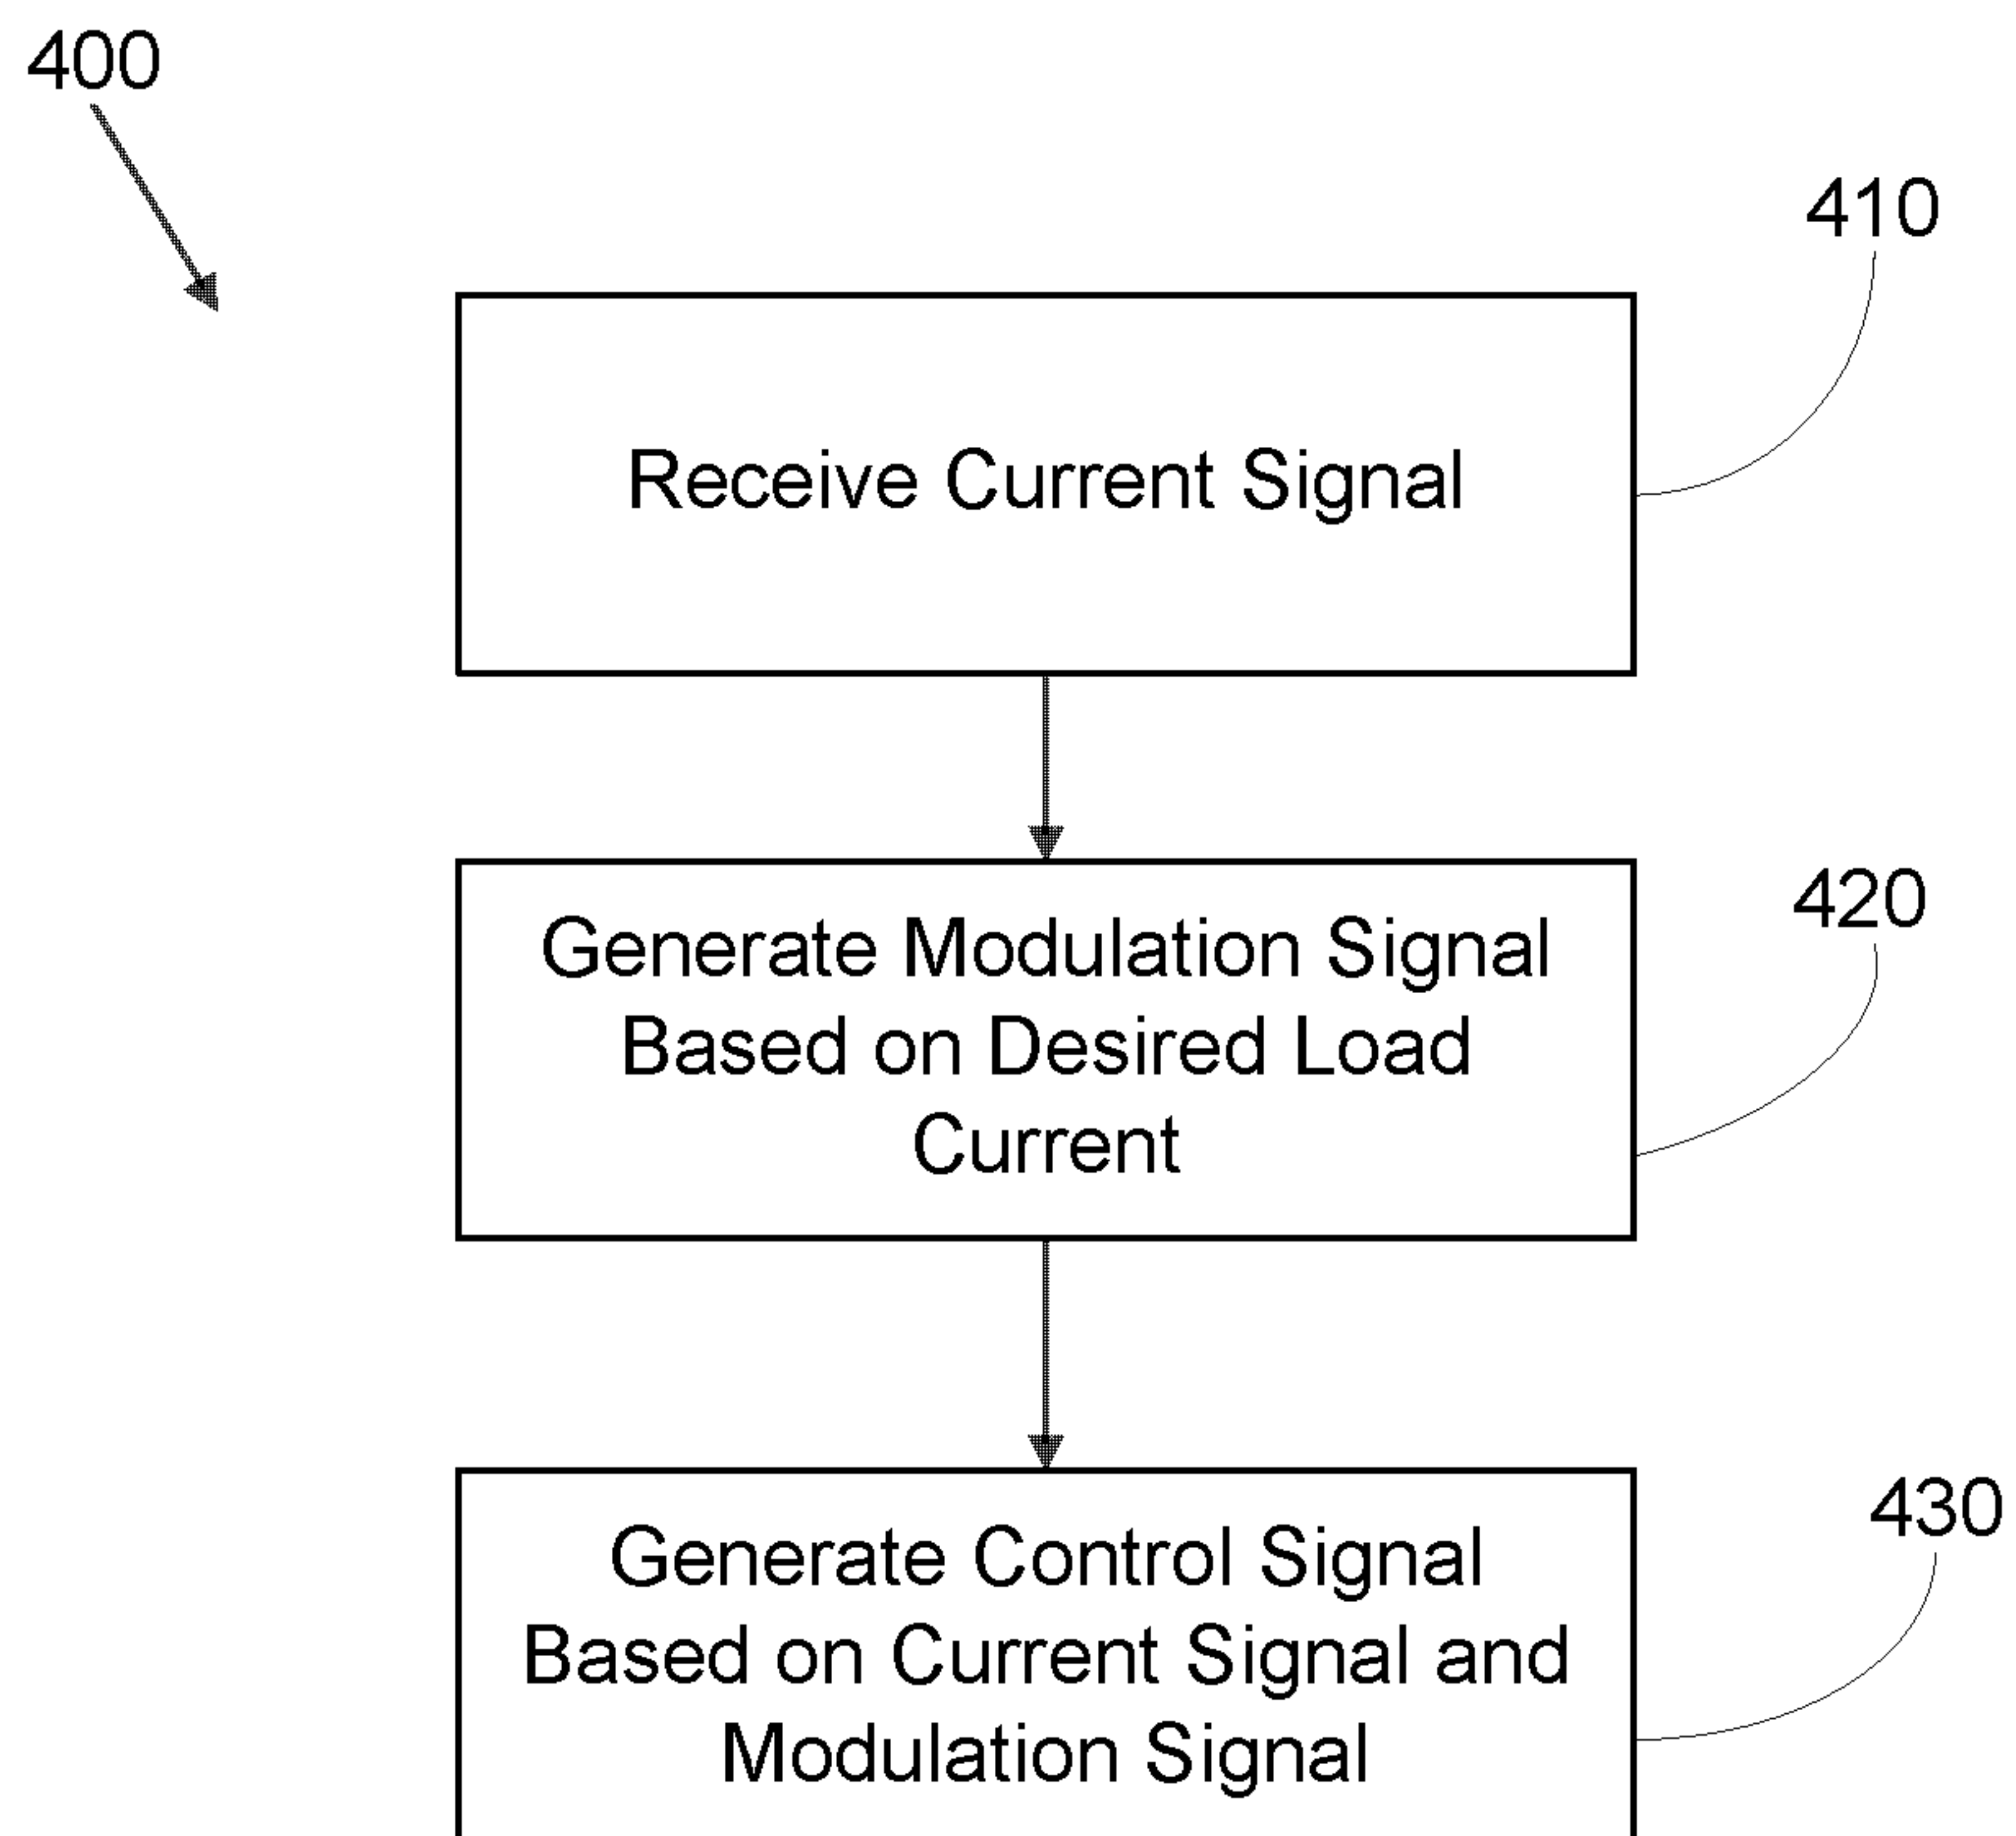 400
410
Receive Current Signal
420
Generate Modulation Signal
Based on Desired Load
Current
430
Generate Control Signal
Based on Current Signal and
Modulation Signal